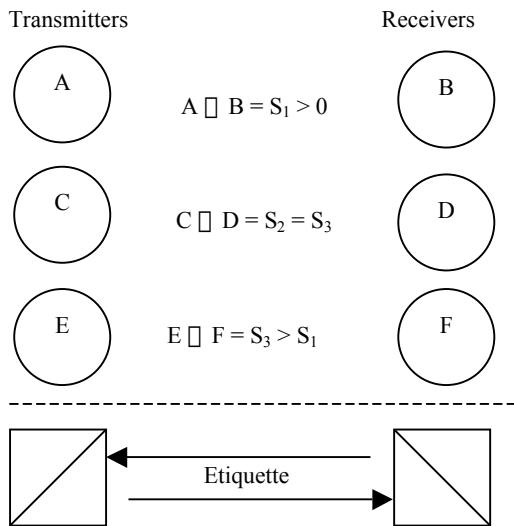 Transmitters Receivers
A A ▯ B = S₁ > 0 B
C C ▯ D = S₂ = S₃ D
E E ▯ F = S₃ > S₁ F
Etiquette